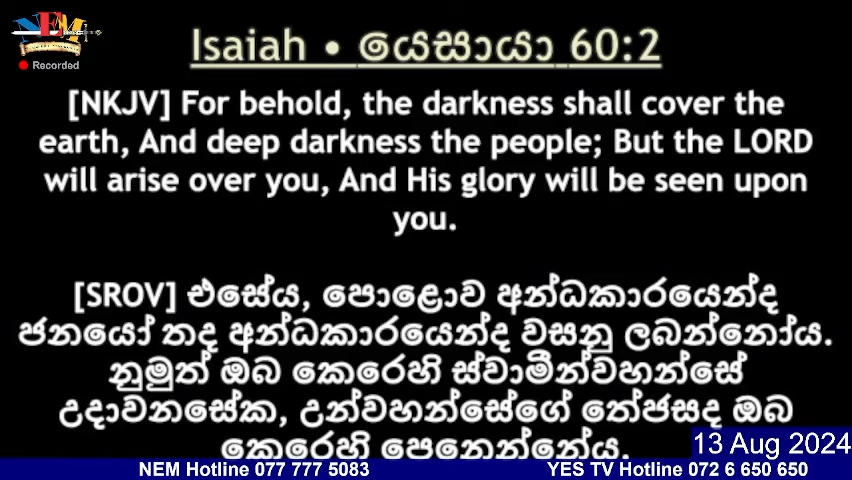 NEM
Recorded
Isaiah • යෙසායා 60:2
[NKJV] For behold, the darkness shall cover the
earth, And deep darkness the people; But the LORD
will arise over you, And His glory will be seen upon
you.
[SROV] එසේය, පොළොව අන්ධකාරයෙන්ද
ජනයෝ තද අන්ධකාරයෙන්ද වසනු ලබන්නෝය.
නුමුත් ඔබ කෙරෙහි ස්වාමීන්වහන්සේ
උදාවනසේක, උන්වහන්සේගේ තේජසද ඔබ
කෙරෙහි පෙනෙන්නේය.
13 Aug 2024
NEM Hotline 077 777 5083 YES TV Hotline 072 6 650 650